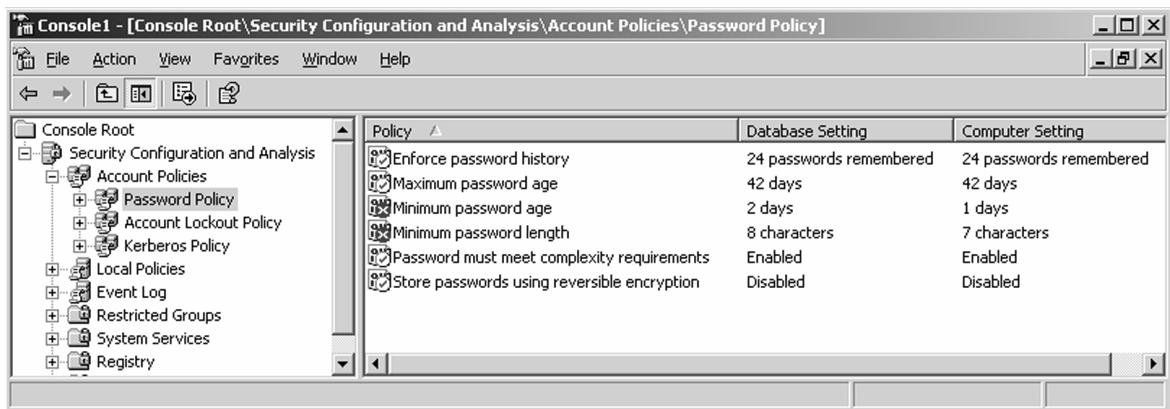 Console1 - [Console Root\Security Configuration and Analysis\Account Policies\Password Policy]
File Action View Favorites Window Help
Console Root
Security Configuration and Analysis
Account Policies
Password Policy
Account Lockout Policy
Kerberos Policy
Local Policies
Event Log
Restricted Groups
System Services
Registry
Policy Database Setting Computer Setting
Enforce password history 24 passwords remembered 24 passwords remembered
Maximum password age 42 days 42 days
Minimum password age 2 days 1 days
Minimum password length 8 characters 7 characters
Password must meet complexity requirements Enabled Enabled
Store passwords using reversible encryption Disabled Disabled